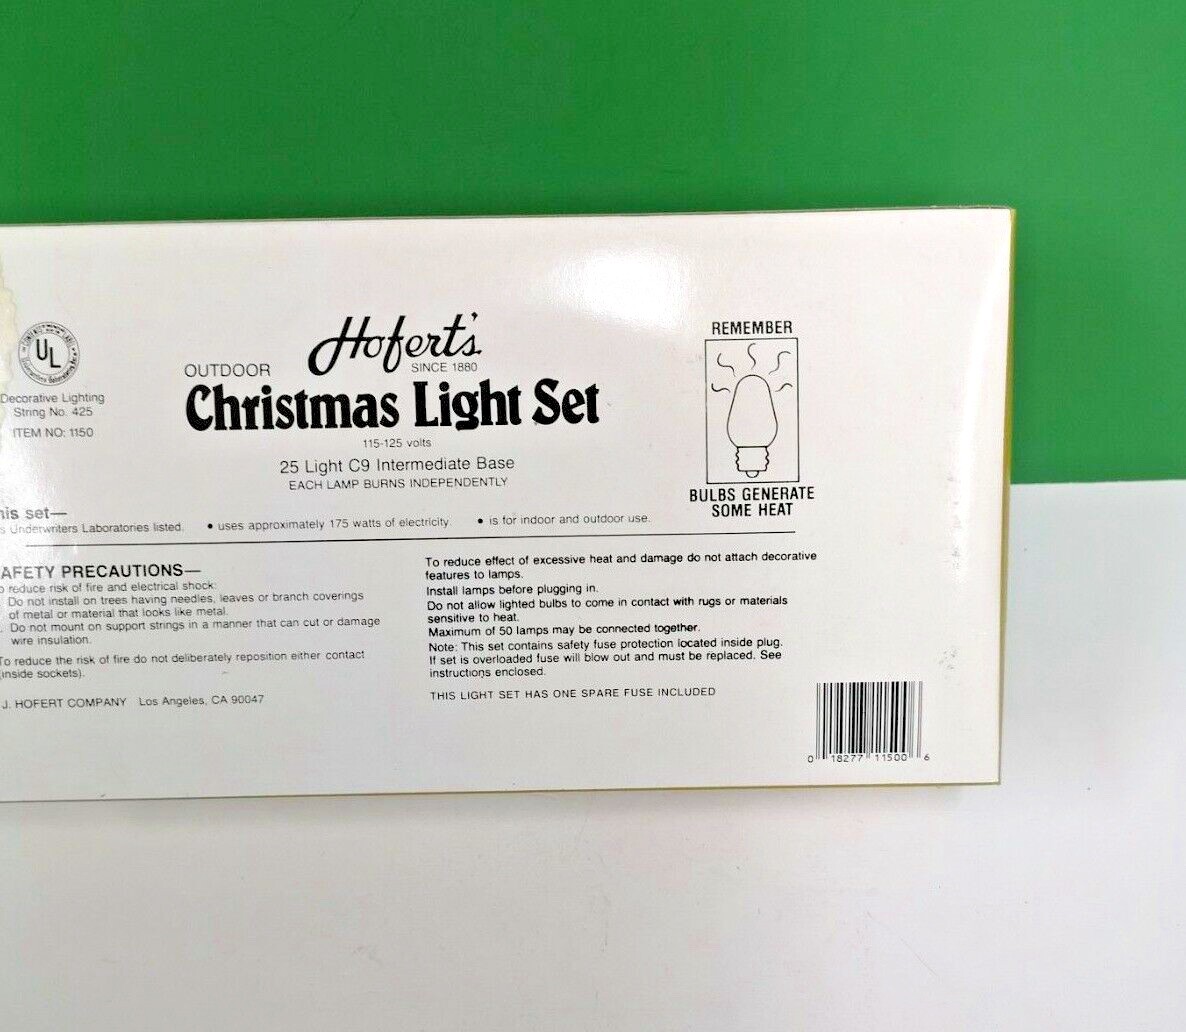 UL
Decorative Lighting
String No. 425
ITEM NO: 1150
Hofert's
SINCE 1880
OUTDOOR
Christmas Light Set
115-125 volts
25 Light C9 Intermediate Base
EACH LAMP BURNS INDEPENDENTLY
REMEMBER
BULBS GENERATE
SOME HEAT
his set—
s Underwriters Laboratories listed. • uses approximately 175 watts of electricity. • is for indoor and outdoor use.
AFETY PRECAUTIONS—
o reduce risk of fire and electrical shock:
Do not install on trees having needles, leaves or branch coverings
of metal or material that looks like metal.
. Do not mount on support strings in a manner that can cut or damage
wire insulation.
To reduce the risk of fire do not deliberately reposition either contact
(inside sockets).
J. HOFERT COMPANY Los Angeles, CA 90047
To reduce effect of excessive heat and damage do not attach decorative
features to lamps.
Install lamps before plugging in.
Do not allow lighted bulbs to come in contact with rugs or materials
sensitive to heat.
Maximum of 50 lamps may be connected together.
Note: This set contains safety fuse protection located inside plug.
If set is overloaded fuse will blow out and must be replaced. See
instructions enclosed.
THIS LIGHT SET HAS ONE SPARE FUSE INCLUDED
0 18277 11500 6